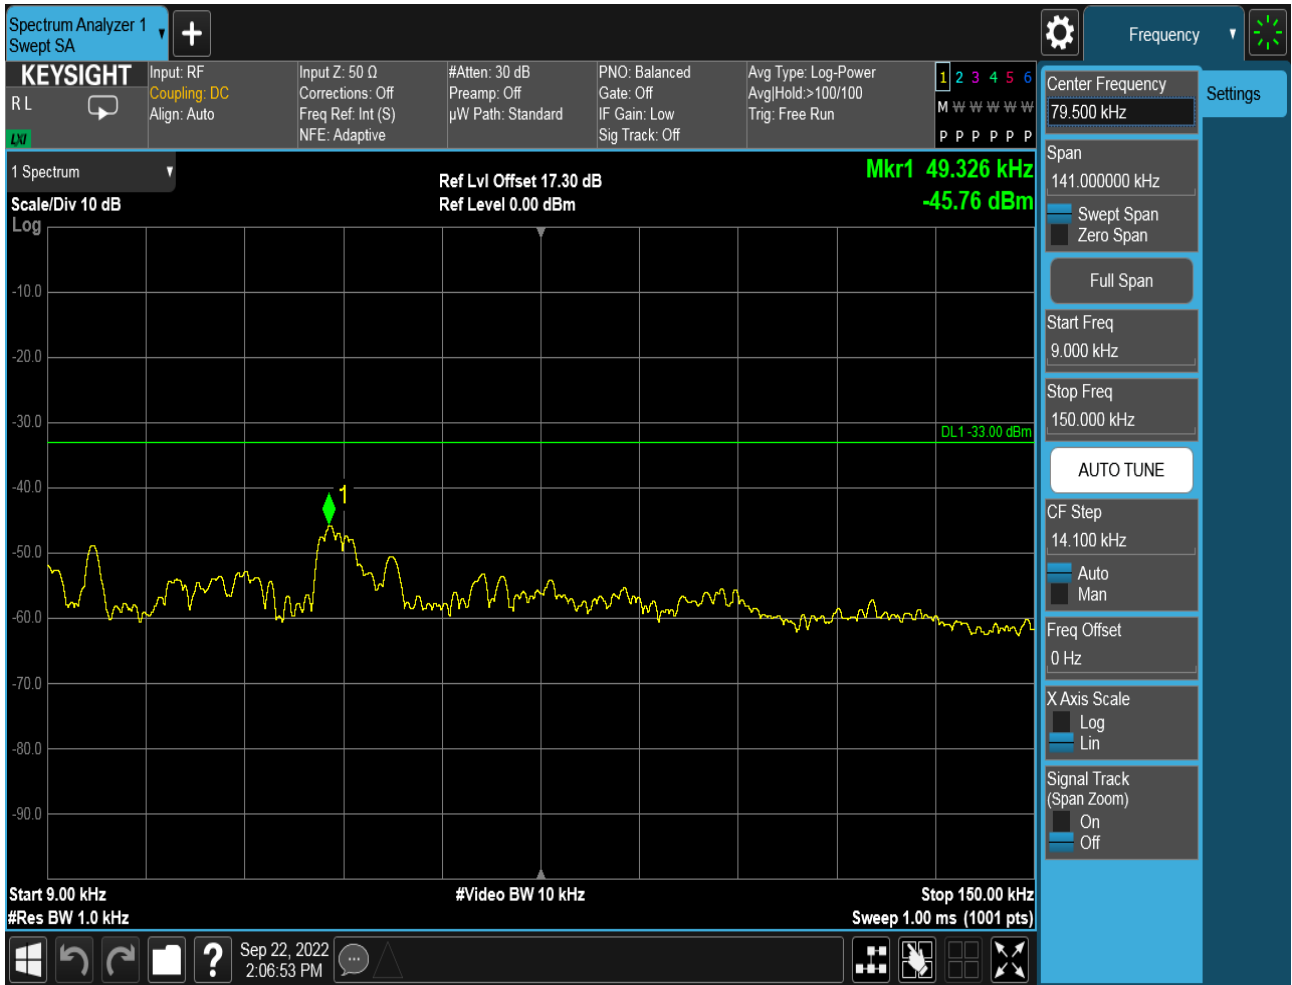 Spectrum Analyzer 1
Swept SA
Frequency
KEYSIGHT
R L
LXI
Input: RF
Coupling: DC
Align: Auto
Input Z: 50 Ω
Corrections: Off
Freq Ref: Int (S)
NFE: Adaptive
#Atten: 30 dB
Preamp: Off
µW Path: Standard
PNO: Balanced
Gate: Off
IF Gain: Low
Sig Track: Off
Avg Type: Log-Power
Avg|Hold:>100/100
Trig: Free Run
1 2 3 4 5 6
M W W W W W
P P P P P P
1 Spectrum
Scale/Div 10 dB
Log
Ref Lvl Offset 17.30 dB
Ref Level 0.00 dBm
Mkr1 49.326 kHz
-45.76 dBm
-10.0
-20.0
-30.0
DL1 -33.00 dBm
-40.0
1
-50.0
-60.0
-70.0
-80.0
-90.0
Start 9.00 kHz
#Res BW 1.0 kHz
#Video BW 10 kHz
Stop 150.00 kHz
Sweep 1.00 ms (1001 pts)
Sep 22, 2022
2:06:53 PM
Center Frequency
79.500 kHz
Settings
Span
141.000000 kHz
Swept Span
Zero Span
Full Span
Start Freq
9.000 kHz
Stop Freq
150.000 kHz
AUTO TUNE
CF Step
14.100 kHz
Auto
Man
Freq Offset
0 Hz
X Axis Scale
Log
Lin
Signal Track
(Span Zoom)
On
Off